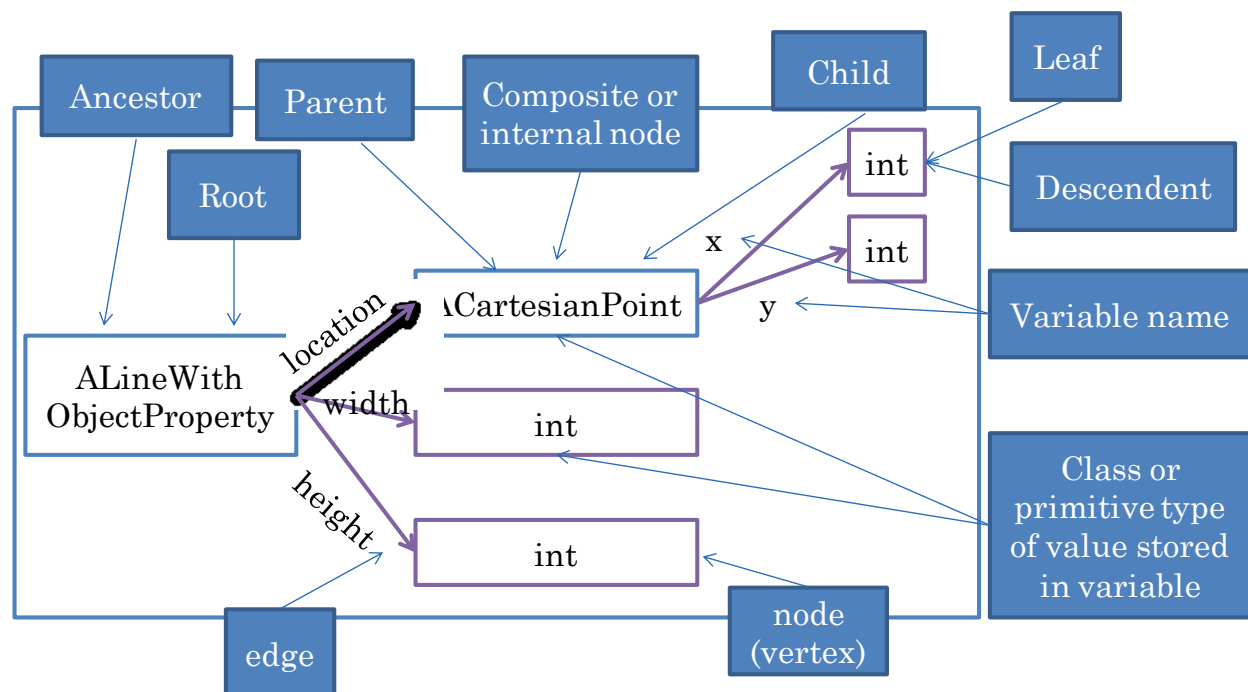 Ancestor
Parent
Composite or
internal node
Child
Leaf
Root
int
Descendent
x
int
location
ACartesianPoint
y
Variable name
ALineWith
ObjectProperty
width
int
height
Class or
primitive type
of value stored
in variable
int
edge
node
(vertex)